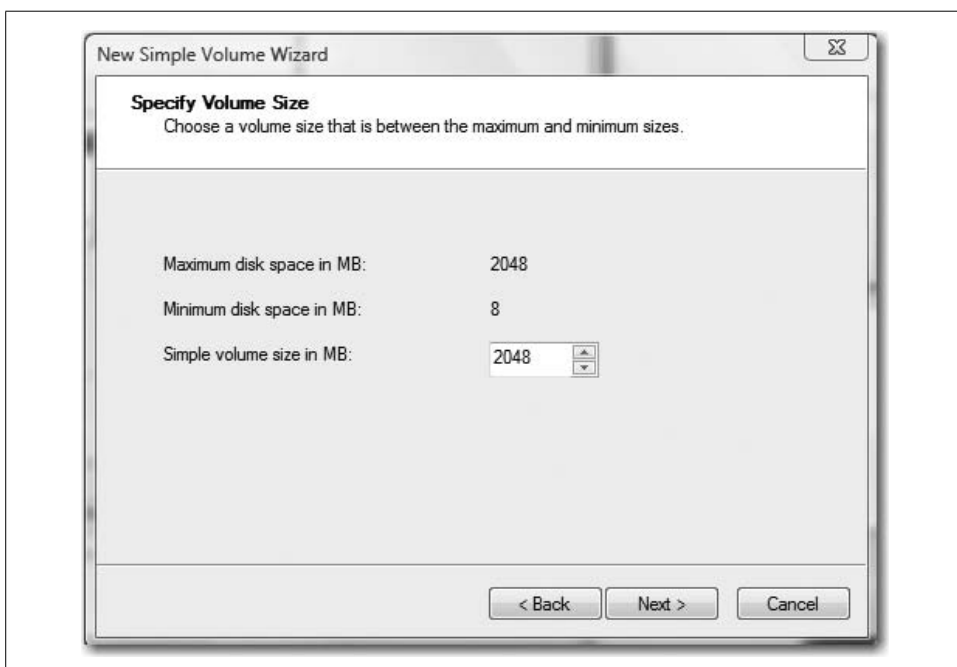 New Simple Volume Wizard
Specify Volume Size
Choose a volume size that is between the maximum and minimum sizes.
Maximum disk space in MB: 2048
Minimum disk space in MB: 8
Simple volume size in MB: 2048
< Back Next > Cancel